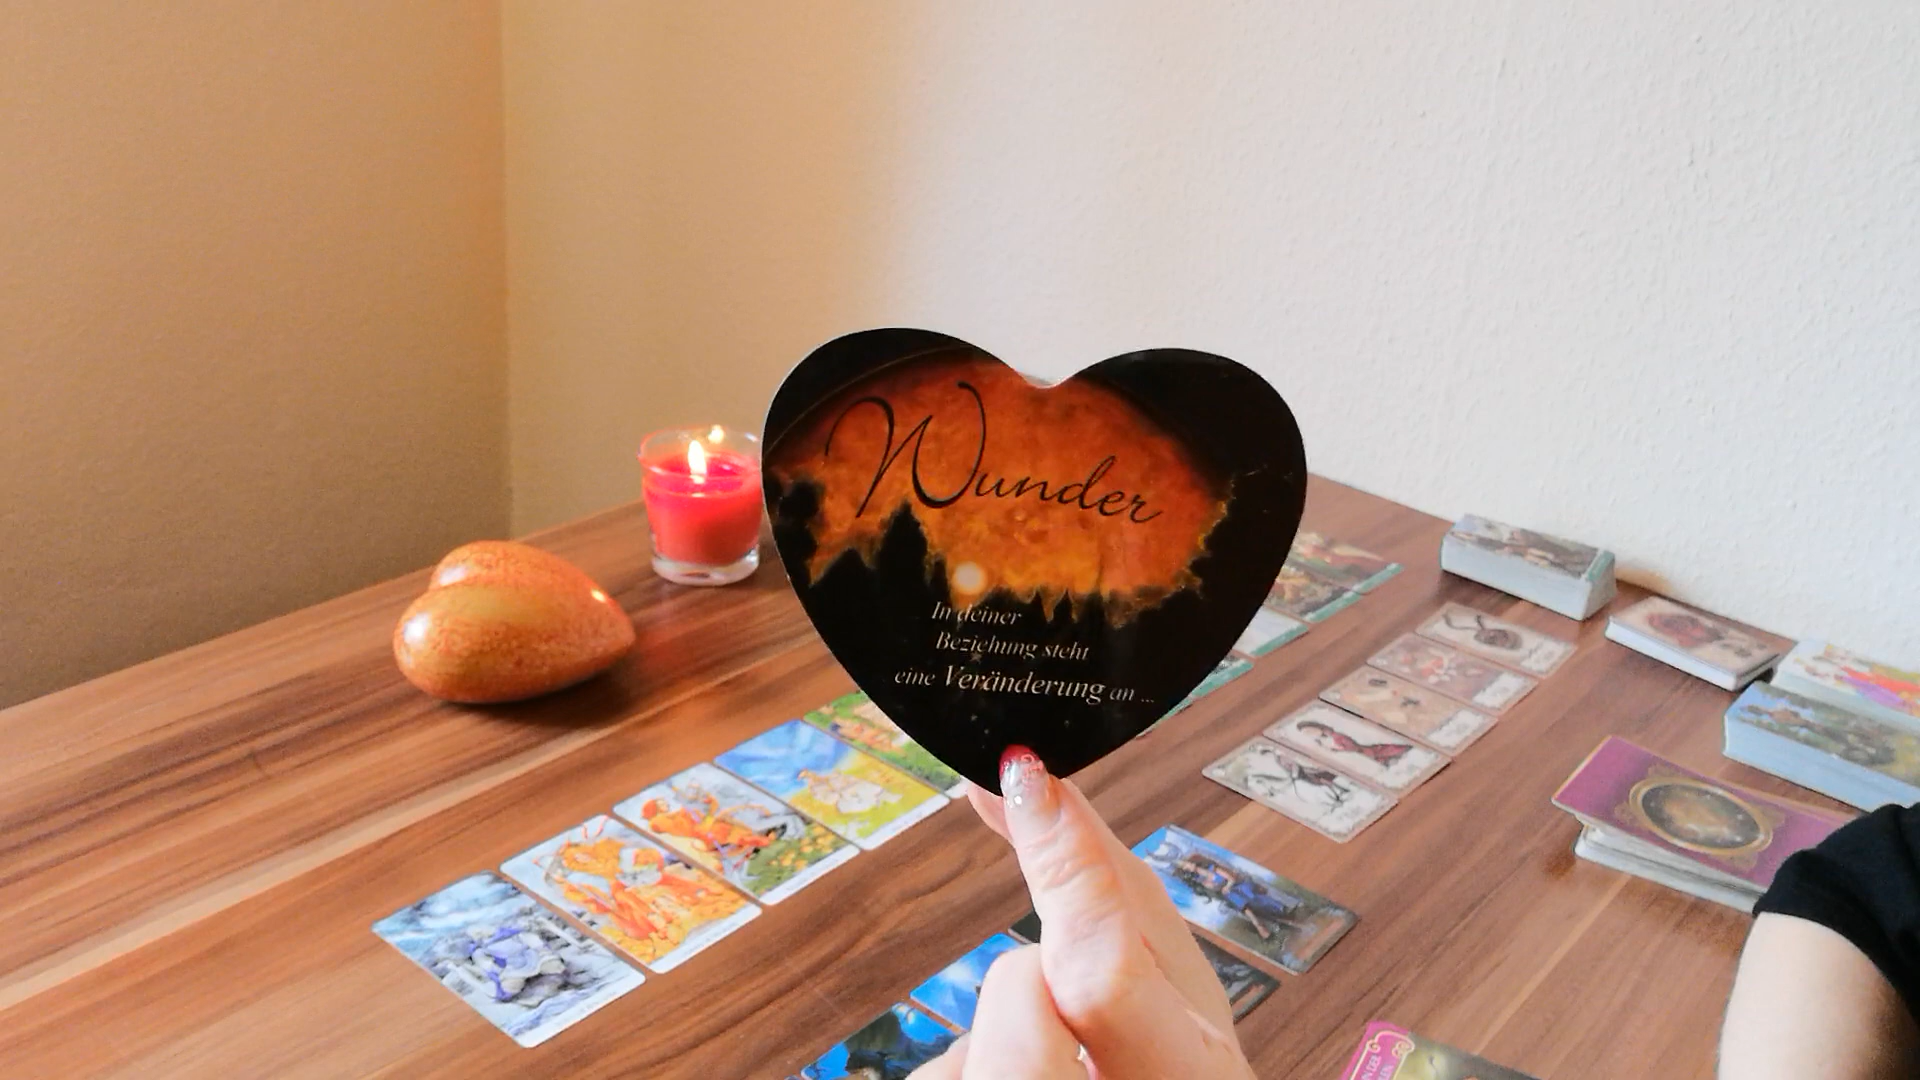 Wunder
In deiner
Beziehung steht
eine Veränderung an ...